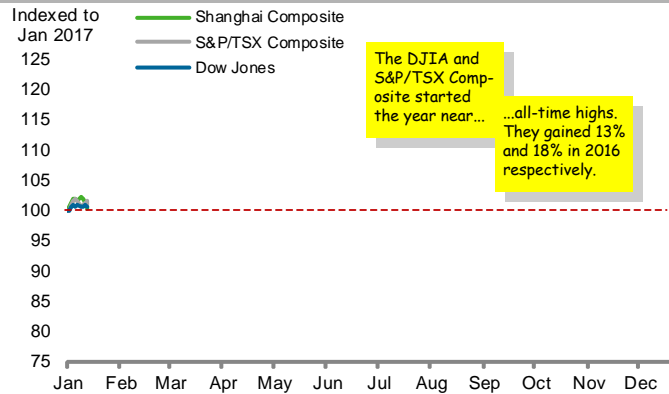 Indexed to
Jan 2017
Shanghai Composite
S&P/TSX Composite
Dow Jones
The DJIA and
S&P/TSX Comp-
osite started
the year near...
...all-time highs.
They gained 13%
and 18% in 2016
respectively.
125
120
115
110
105
100
95
90
85
80
75
Jan Feb Mar Apr May Jun Jul Aug Sep Oct Nov Dec